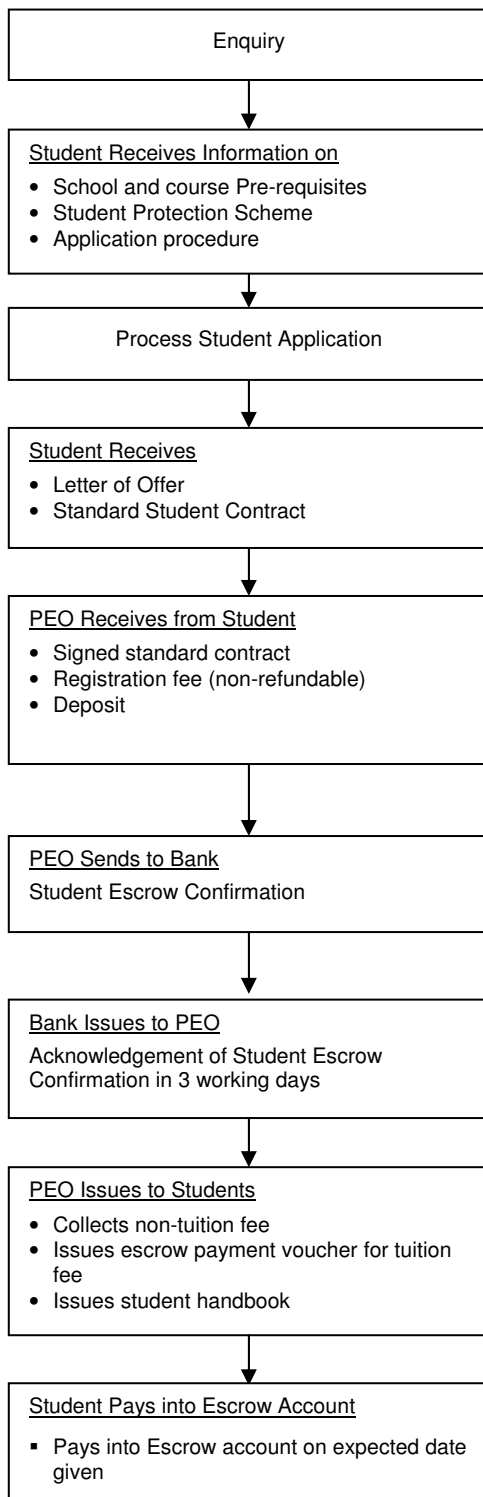 Enquiry
Student Receives Information on
• School and course Pre-requisites
• Student Protection Scheme
• Application procedure
Process Student Application
Student Receives
• Letter of Offer
• Standard Student Contract
PEO Receives from Student
• Signed standard contract
• Registration fee (non-refundable)
• Deposit
PEO Sends to Bank
Student Escrow Confirmation
Bank Issues to PEO
Acknowledgement of Student Escrow
Confirmation in 3 working days
PEO Issues to Students
• Collects non-tuition fee
• Issues escrow payment voucher for tuition
fee
• Issues student handbook
Student Pays into Escrow Account
▪ Pays into Escrow account on expected date
given